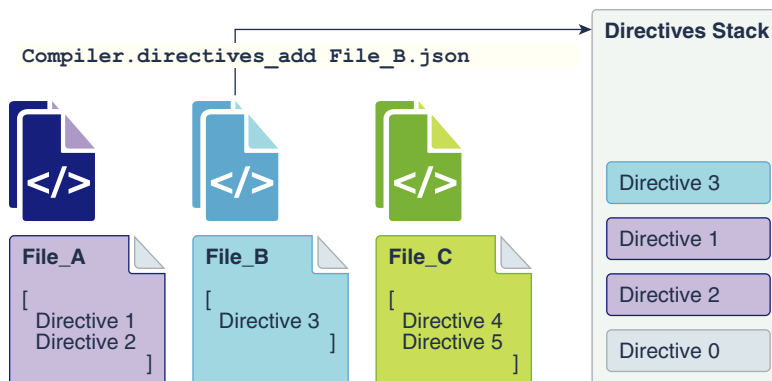 Compiler.directives_add File_B.json
Directives Stack
</>
</>
</>
File_A
[
Directive 1
Directive 2
]
File_B
[
Directive 3
]
File_C
[
Directive 4
Directive 5
]
Directive 3
Directive 1
Directive 2
Directive 0